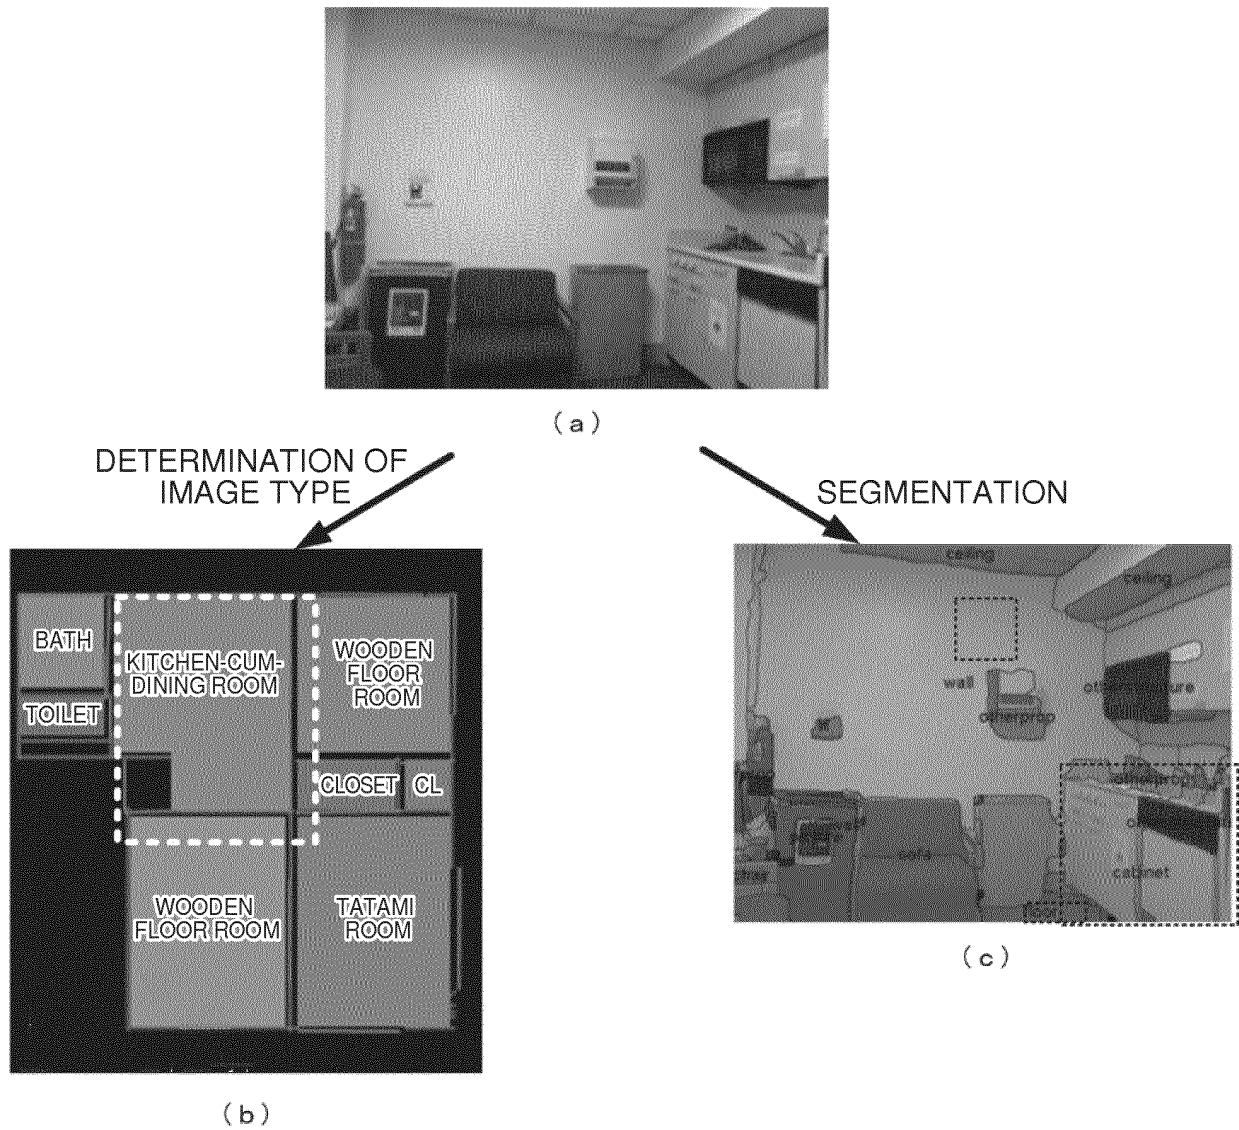 (a)
DETERMINATION OF
IMAGE TYPE
SEGMENTATION
BATH
TOILET
KITCHEN-CUM-
DINING ROOM
WOODEN
FLOOR
ROOM
CLOSET
CL
WOODEN
FLOOR ROOM
TATAMI
ROOM
(b)
ceiling
ceiling
wall
otherprop
sofa
cabinet
floor
(c)